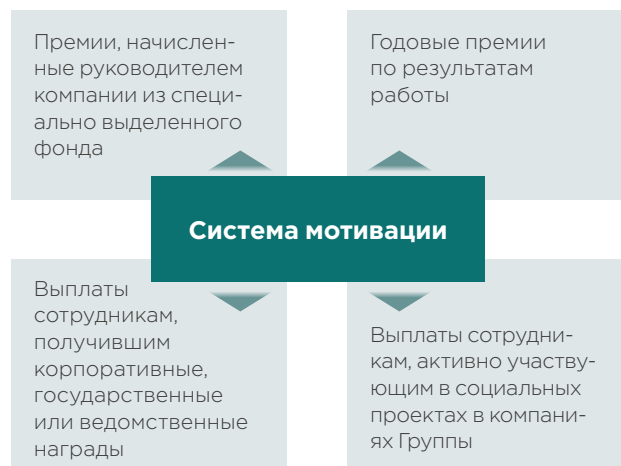 Премии, начислен-
ные руководителем
компании из специ-
ально выделенного
фонда
Годовые премии
по результатам
работы
Система мотивации
Выплаты
сотрудникам,
получившим
корпоративные,
государственные
или ведомственные
награды
Выплаты сотрудни-
кам, активно участву-
ющим в социальных
проектах в компани-
ях Группы